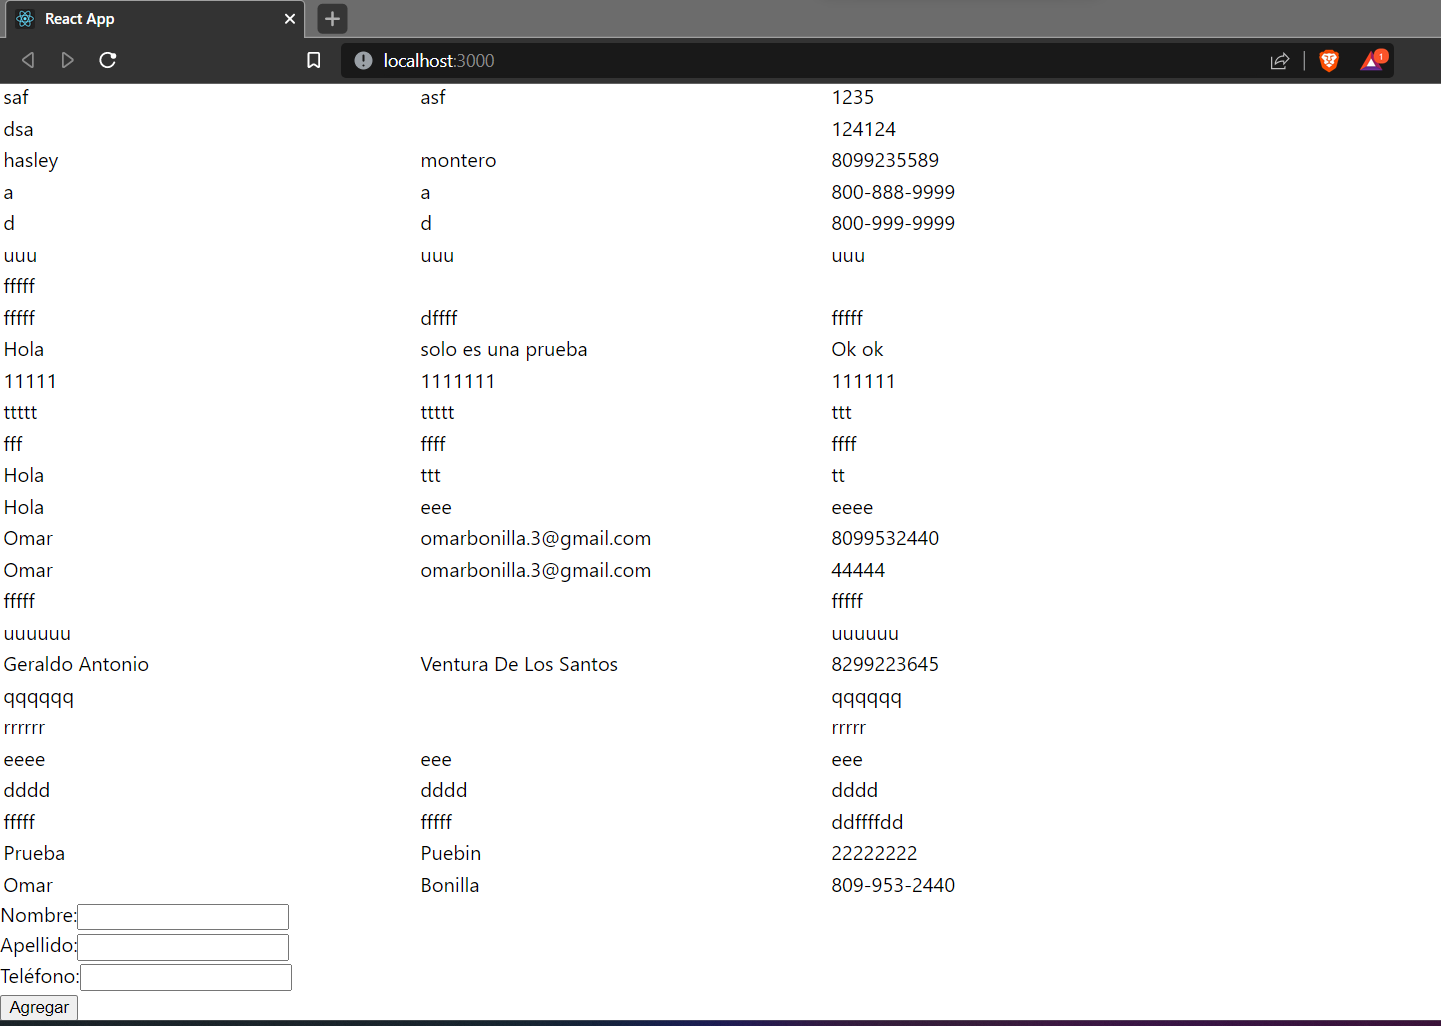 React App
localhost:3000
1
saf asf 1235
dsa 124124
hasley montero 8099235589
a a 800-888-9999
d d 800-999-9999
uuu uuu uuu
fffff
fffff dffff fffff
Hola solo es una prueba Ok ok
11111 1111111 111111
ttttt ttttt ttt
fff ffff ffff
Hola ttt tt
Hola eee eeee
Omar omarbonilla.3@gmail.com 8099532440
Omar omarbonilla.3@gmail.com 44444
fffff fffff
uuuuuu uuuuuu
Geraldo Antonio Ventura De Los Santos 8299223645
qqqqqq qqqqqq
rrrrrr rrrrr
eeee eee eee
dddd dddd dddd
fffff fffff ddffffdd
Prueba Puebin 22222222
Omar Bonilla 809-953-2440
Nombre:
Apellido:
Teléfono:
Agregar